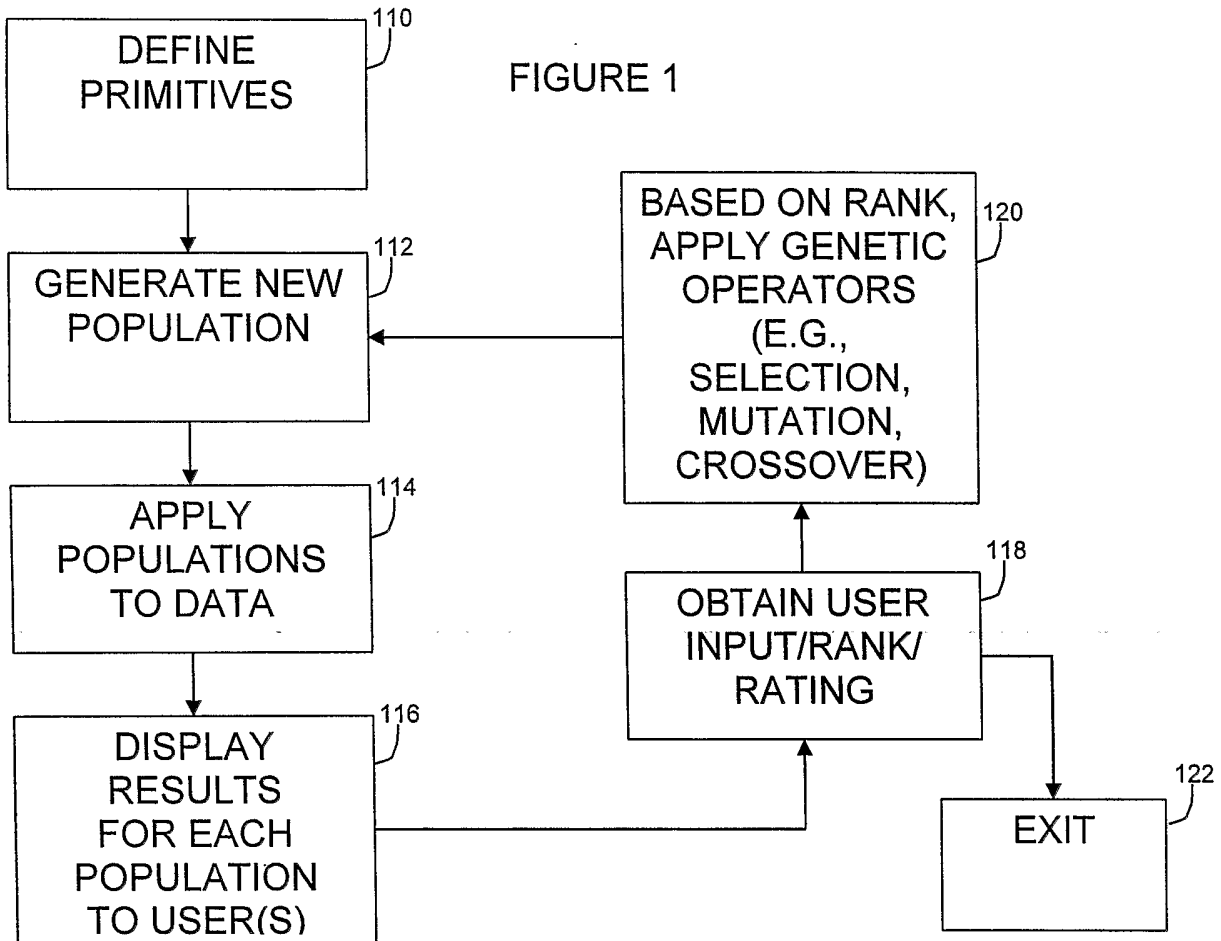 FIGURE 1
110
DEFINE
PRIMITIVES
112
GENERATE NEW
POPULATION
114
APPLY
POPULATIONS
TO DATA
116
DISPLAY
RESULTS
FOR EACH
POPULATION
TO USER(S)
118
OBTAIN USER
INPUT/RANK/
RATING
120
BASED ON RANK,
APPLY GENETIC
OPERATORS
(E.G.,
SELECTION,
MUTATION,
CROSSOVER)
122
EXIT